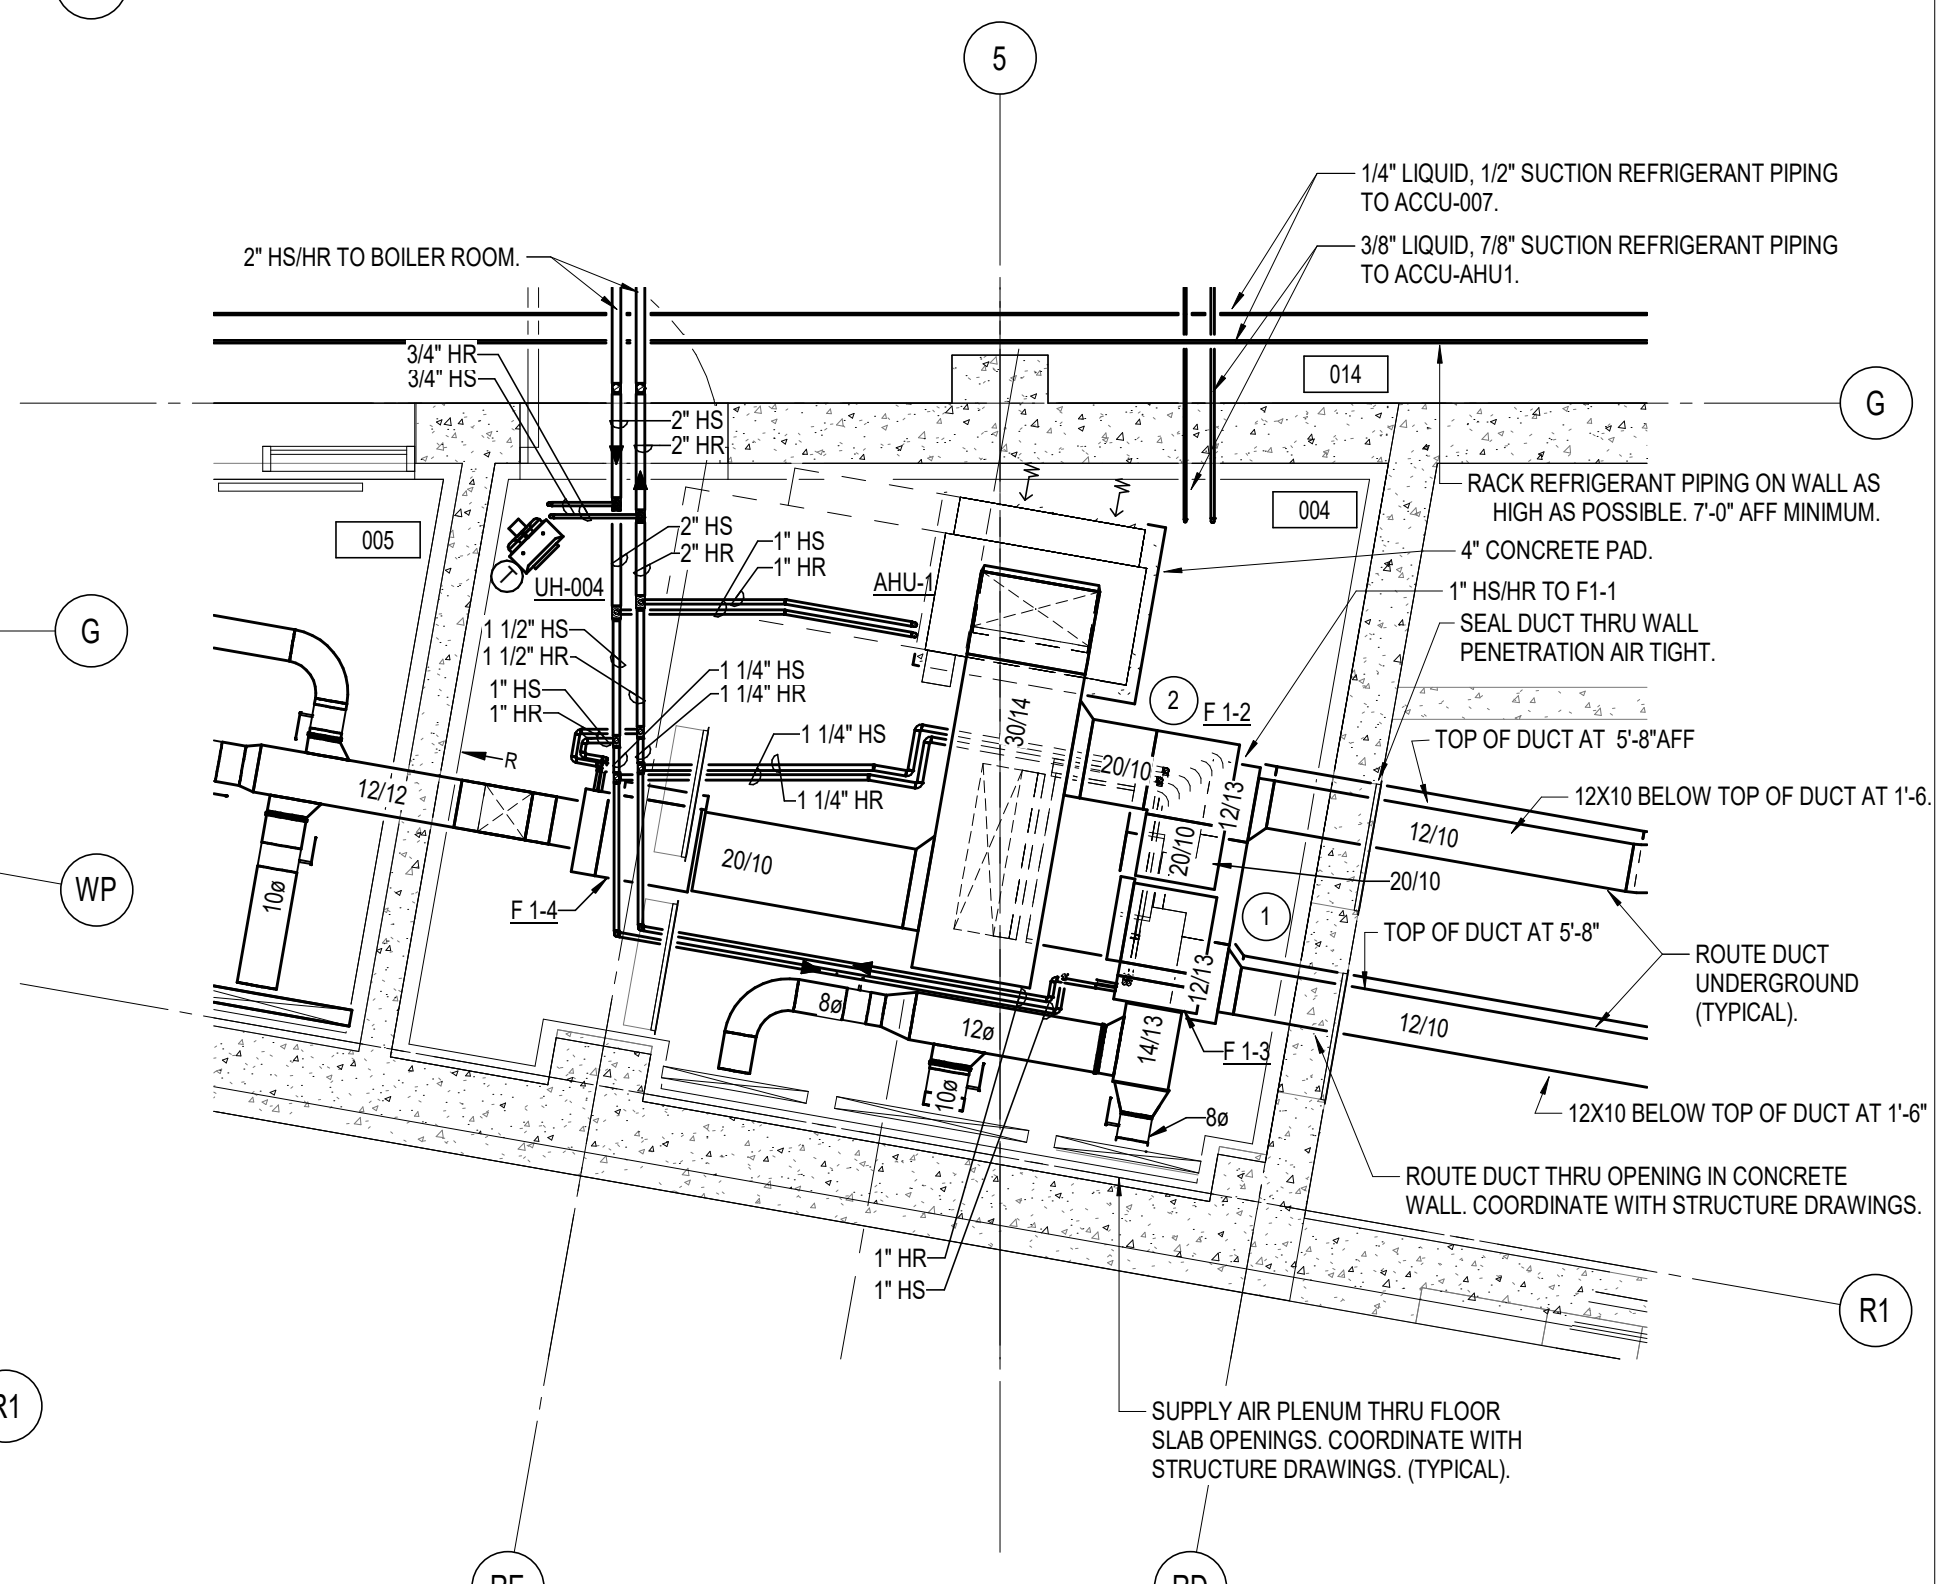 5
1/4" LIQUID, 1/2" SUCTION REFRIGERANT PIPING
TO ACCU-007.
3/8" LIQUID, 7/8" SUCTION REFRIGERANT PIPING
TO ACCU-AHU1.
2" HS/HR TO BOILER ROOM.
3/4" HR
3/4" HS
014
G
2" HS
2" HR
RACK REFRIGERANT PIPING ON WALL AS
HIGH AS POSSIBLE. 7'-0" AFF MINIMUM.
004
005
2" HS
2" HR
1" HS
1" HR
4" CONCRETE PAD.
T
UH-004
AHU-1
1" HS/HR TO F1-1
SEAL DUCT THRU WALL
PENETRATION AIR TIGHT.
G
1 1/2" HS
1 1/2" HR
1 1/4" HS
1 1/4" HR
1" HS
1" HR
2
F 1-2
30/14
1 1/4" HS
TOP OF DUCT AT 5'-8"AFF
R
20/10
12/12
1 1/4" HR
12/13
12X10 BELOW TOP OF DUCT AT 1'-6.
12/10
20/10
20/10
20/10
WP
10ø
F 1-4
1
TOP OF DUCT AT 5'-8"
ROUTE DUCT
UNDERGROUND
(TYPICAL).
12/13
8ø
12ø
12/10
14/13
F 1-3
10ø
8ø
12X10 BELOW TOP OF DUCT AT 1'-6"
ROUTE DUCT THRU OPENING IN CONCRETE
WALL. COORDINATE WITH STRUCTURE DRAWINGS.
1" HR
1" HS
R1
R1
SUPPLY AIR PLENUM THRU FLOOR
SLAB OPENINGS. COORDINATE WITH
STRUCTURE DRAWINGS. (TYPICAL).